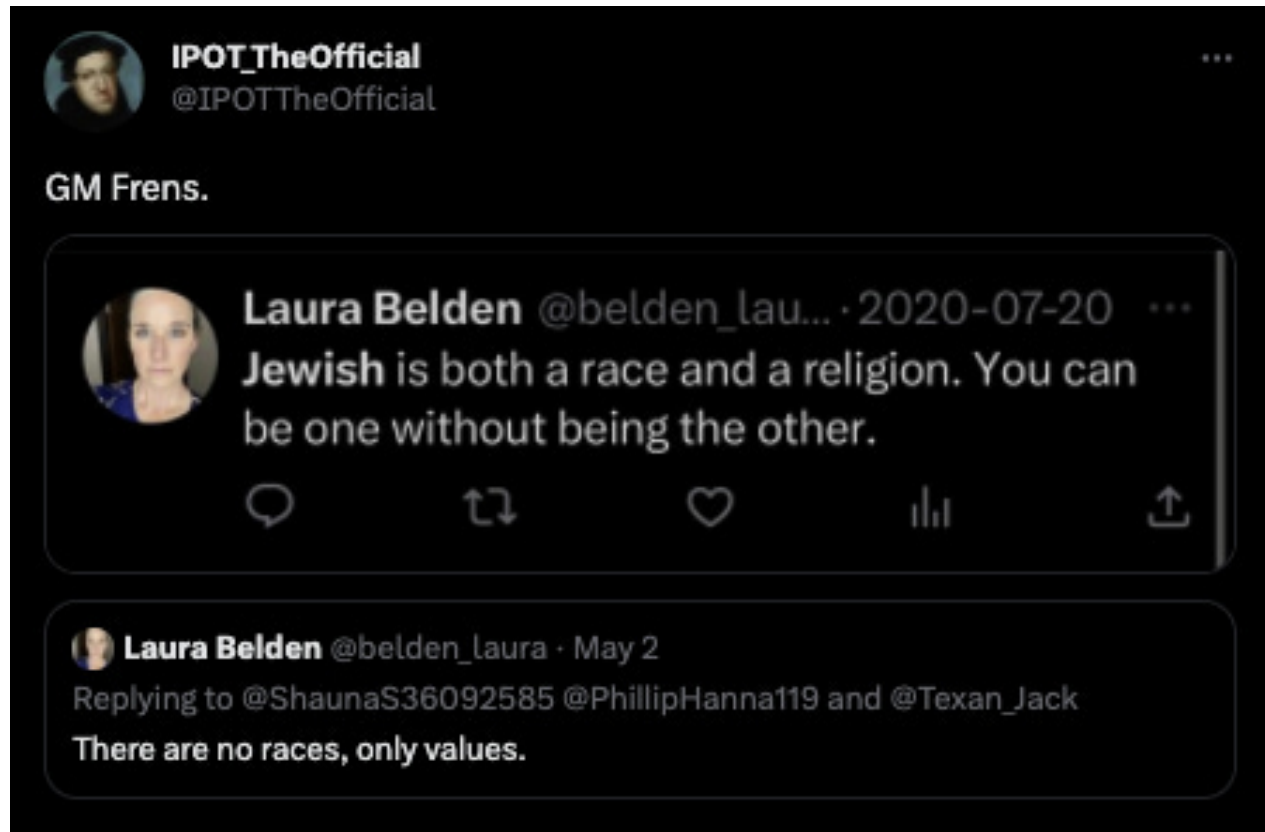 IPOT_TheOfficial
@IPOTTheOfficial
GM Frens.
Laura Belden @belden_lau... · 2020-07-20
Jewish is both a race and a religion. You can
be one without being the other.
Laura Belden @belden_laura · May 2
Replying to @ShaunaS36092585 @PhillipHanna119 and @Texan_Jack
There are no races, only values.